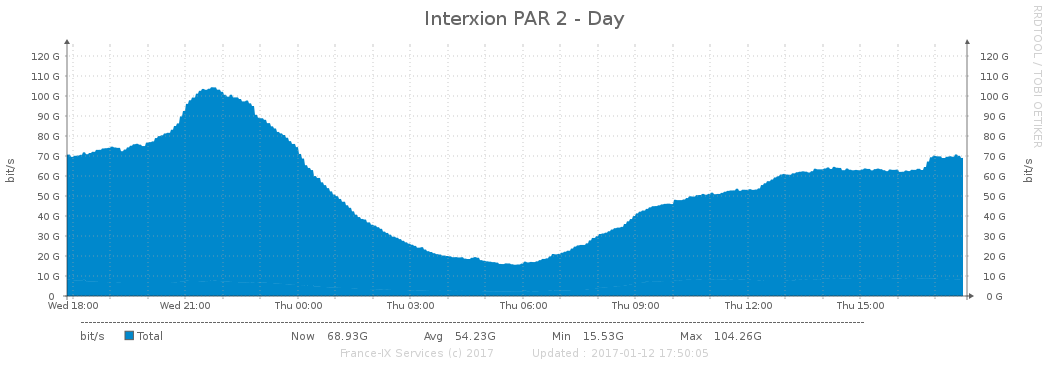 Interxion PAR 2 - Day
RRDTOOL / TOBI OETIKER
120 G 120 G
110 G 110 G
100 G 100 G
90 G 90 G
80 G 80 G
70 G 70 G
60 G 60 G
50 G 50 G
40 G 40 G
30 G 30 G
20 G 20 G
10 G 10 G
0 0 G
bit/s
bit/s
Wed 18:00 Wed 21:00 Thu 00:00 Thu 03:00 Thu 06:00 Thu 09:00 Thu 12:00 Thu 15:00
bit/s Total Now 68.93G Avg 54.23G Min 15.53G Max 104.26G
France-IX Services (c) 2017 Updated : 2017-01-12 17:50:05